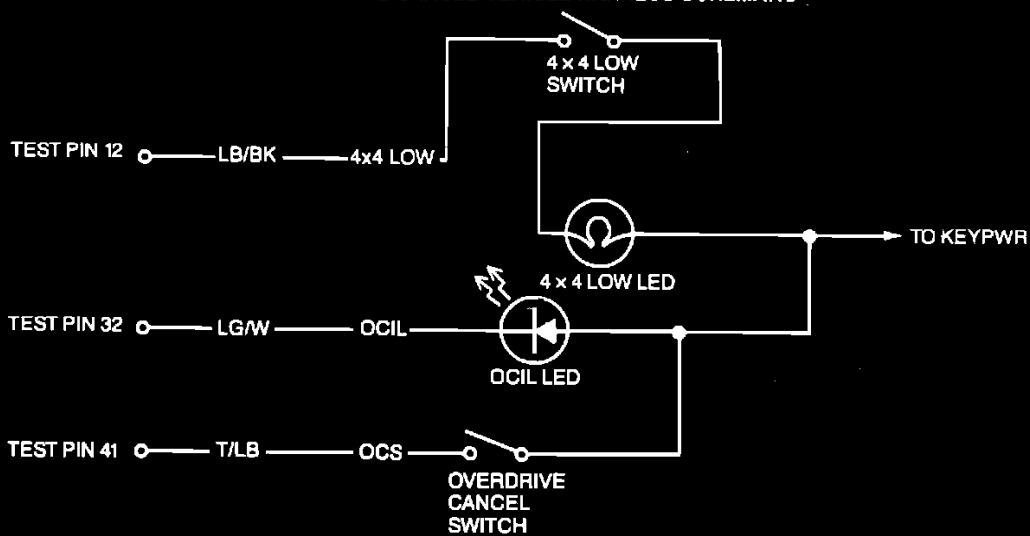 4 x 4 LOW
SWITCH
TEST PIN 12
LB/BK
4x4 LOW
TO KEYPWR
4 x 4 LOW LED
TEST PIN 32
LG/W
OCIL
OCIL LED
TEST PIN 41
T/LB
OCS
OVERDRIVE
CANCEL
SWITCH